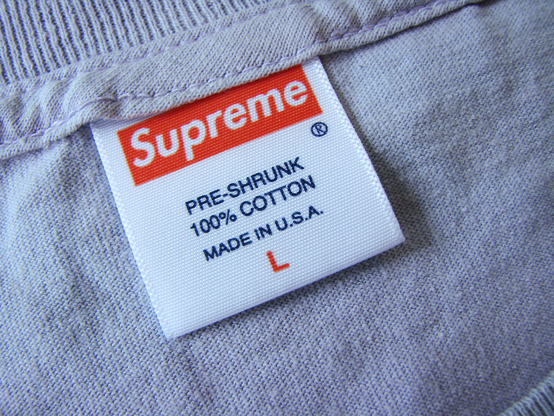 Supreme
®
PRE-SHRUNK
100% COTTON
MADE IN U.S.A.
L